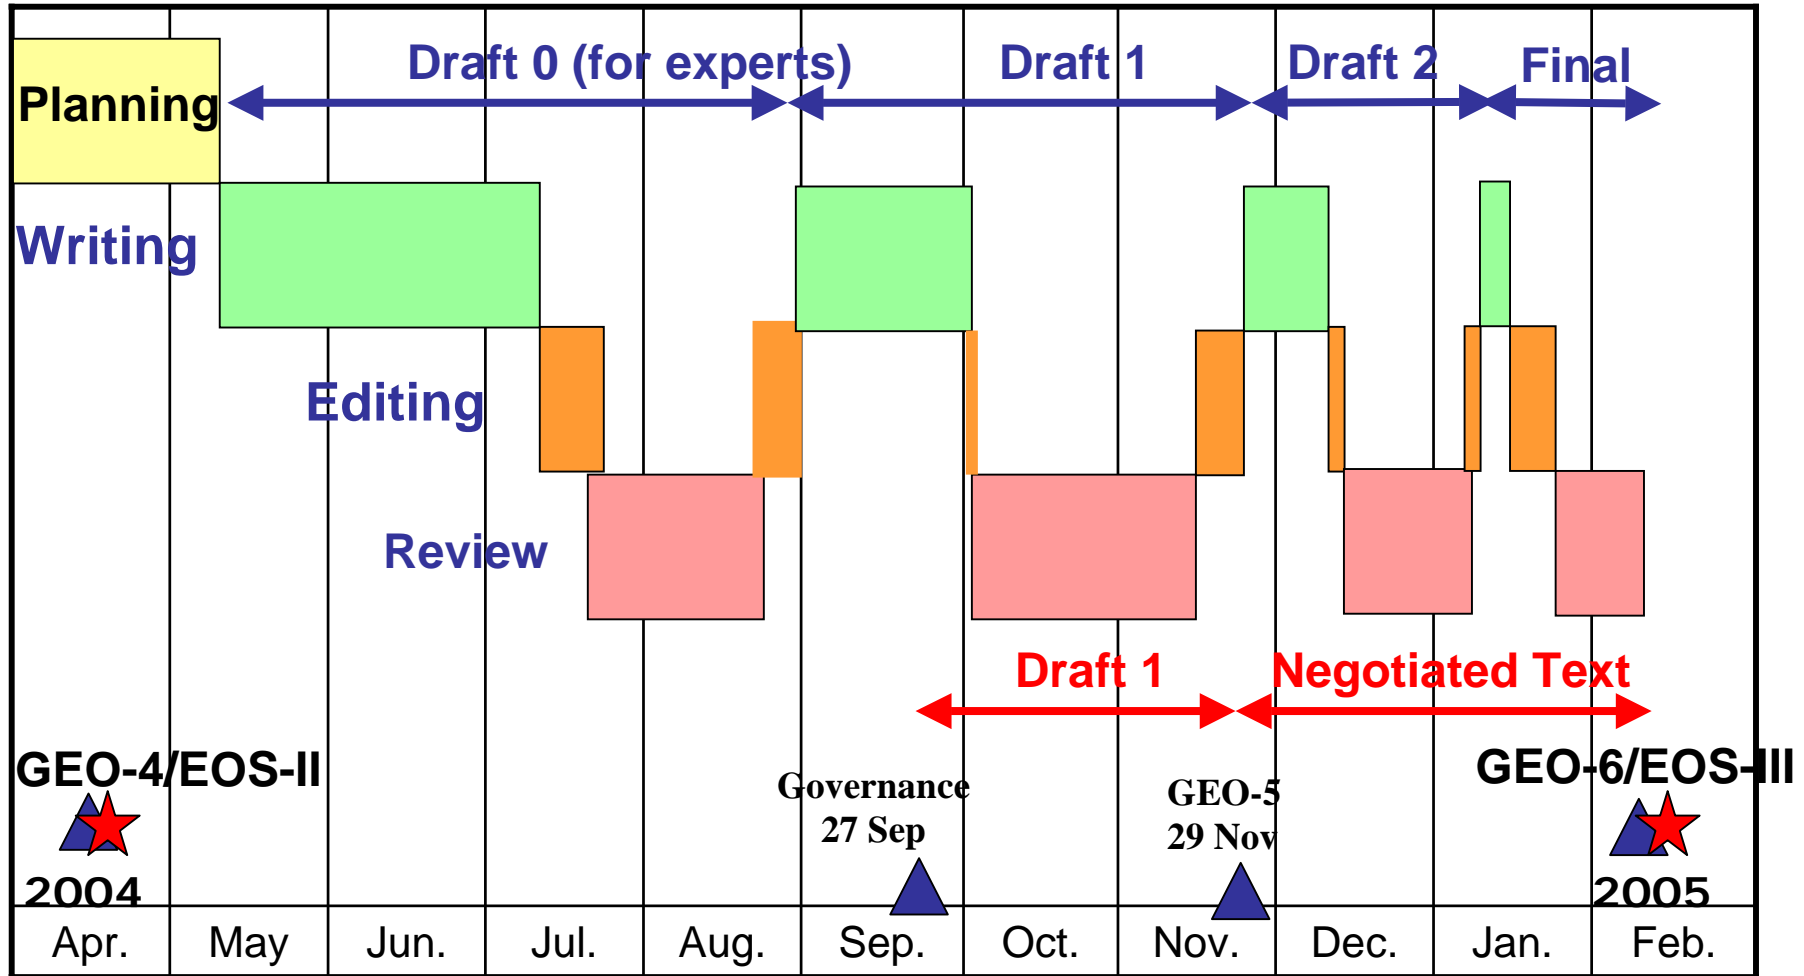 Draft 0 (for experts)
Draft 1
Draft 2
Final
Planning
Writing
Editing
Review
Draft 1
Negotiated Text
GEO-4/EOS-II
Governance
27 Sep
GEO-5
29 Nov
GEO-6/EOS-III
2004
2005
Apr.
May
Jun.
Jul.
Aug.
Sep.
Oct.
Nov.
Dec.
Jan.
Feb.